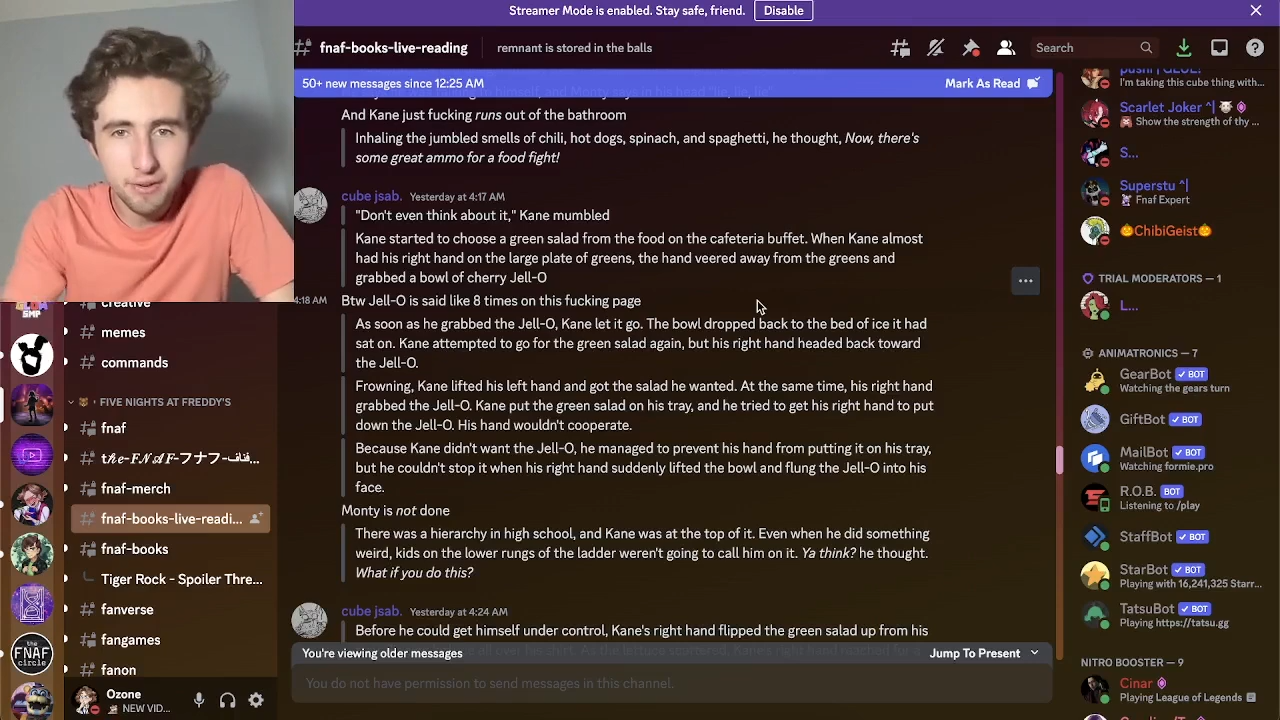 Streamer Mode is enabled. Stay safe, friend.
Disable
fnaf-books-live-reading
remnant is stored in the balls
Search
50+ new messages since 12:25 AM
Mark As Read
And Kane just fucking runs out of the bathroom
Inhaling the jumbled smells of chili, hot dogs, spinach, and spaghetti, he thought, Now, there's
some great ammo for a food fight!
cube jsab. Yesterday at 4:17 AM
"Don't even think about it," Kane mumbled
Kane started to choose a green salad from the food on the cafeteria buffet. When Kane almost
had his right hand on the large plate of greens, the hand veered away from the greens and
grabbed a bowl of cherry Jell-O
4:18 AM
Btw Jell-O is said like 8 times on this fucking page
As soon as he grabbed the Jell-O, Kane let it go. The bowl dropped back to the bed of ice it had
sat on. Kane attempted to go for the green salad again, but his right hand headed back toward
the Jell-O.
Frowning, Kane lifted his left hand and got the salad he wanted. At the same time, his right hand
grabbed the Jell-O. Kane put the green salad on his tray, and he tried to get his right hand to put
down the Jell-O. His hand wouldn't cooperate.
Because Kane didn't want the Jell-O, he managed to prevent his hand from putting it on his tray,
but he couldn't stop it when his right hand suddenly lifted the bowl and flung the Jell-O into his
face.
Monty is not done
There was a hierarchy in high school, and Kane was at the top of it. Even when he did something
weird, kids on the lower rungs of the ladder weren't going to call him on it. Ya think? he thought.
What if you do this?
cube jsab. Yesterday at 4:24 AM
Before he could get himself under control, Kane's right hand flipped the green salad up from his
You're viewing older messages
Jump To Present
You do not have permission to send messages in this channel.
creative
memes
commands
FIVE NIGHTS AT FREDDY'S
fnaf
fnaf-merch
fnaf-books-live-readi...
fnaf-books
Tiger Rock - Spoiler Thre...
fanverse
fangames
fanon
SMP
THE
FNAF
circle
Ozone
NEW VID...
I'm taking this cube thing with...
Scarlet Joker ^|
Show the streamer's thy ...
S...
Superstu ^|
Fnaf Expert
ChibiGeist
TRIAL MODERATORS — 1
L...
ANIMATRONICS — 7
GearBot BOT
Watching the gears turn
GiftBot BOT
MailBot BOT
Watching formie.pro
R.O.B. BOT
Listening to /play
StaffBot BOT
StarBot BOT
Playing with 16,241,325 Starr...
TatsuBot BOT
Playing https://tatsu.gg
NITRO BOOSTER — 9
Cinar
Playing League of Legends